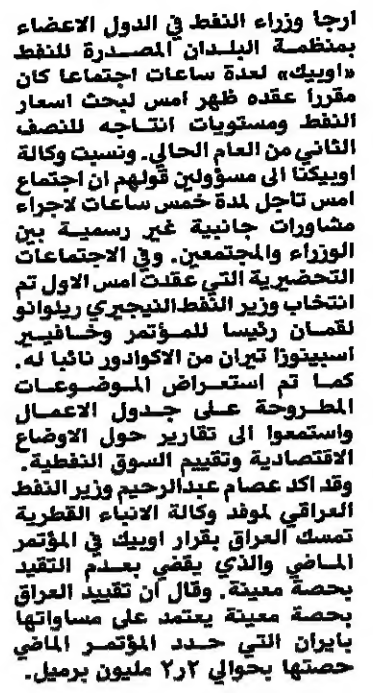 ارجأ وزراء النفط في الدول الاعضاء
بمنظمة البلدان المصدرة للنفط
«اوبيك» لعدة ساعات اجتماعا كان
مقررا عقده ظهر امس لبحث اسعار
النفط ومستويات انتاجه للنصف
الثاني من العام الحالي. ونسبت وكالة
اوبيكنا الى مسؤولين قولهم ان اجتماع
امس تأجل لمدة خمس ساعات لاجراء
مشاورات جانبية غير رسمية بين
الوزراء والمجتمعين. وفي الاجتماعات
التحضيرية التي عقدت امس الاول تم
انتخاب وزير النفط النيجيري ريلوانو
لقمان رئيسا للمؤتمر وخافيير
اسبينوزا تيران من الاكوادور نائبا له.
كما تم استعراض الموضوعات
المطروحة على جدول الاعمال
واستمعوا الى تقارير حول الاوضاع
الاقتصادية وتقييم السوق النفطية.
وقد اكد عصام عبدالرحيم وزير النفط
العراقي لموفد وكالة الانباء القطرية
تمسك العراق بقرار اوبيك في المؤتمر
الماضي والذي يقضي بعدم التقيد
بحصة معينة. وقال ان تقييد العراق
بحصة معينة يعتمد على مساواتها
بايران التي حدد المؤتمر الماضي
حصتها بحوالي ٢ر٢ مليون برميل.